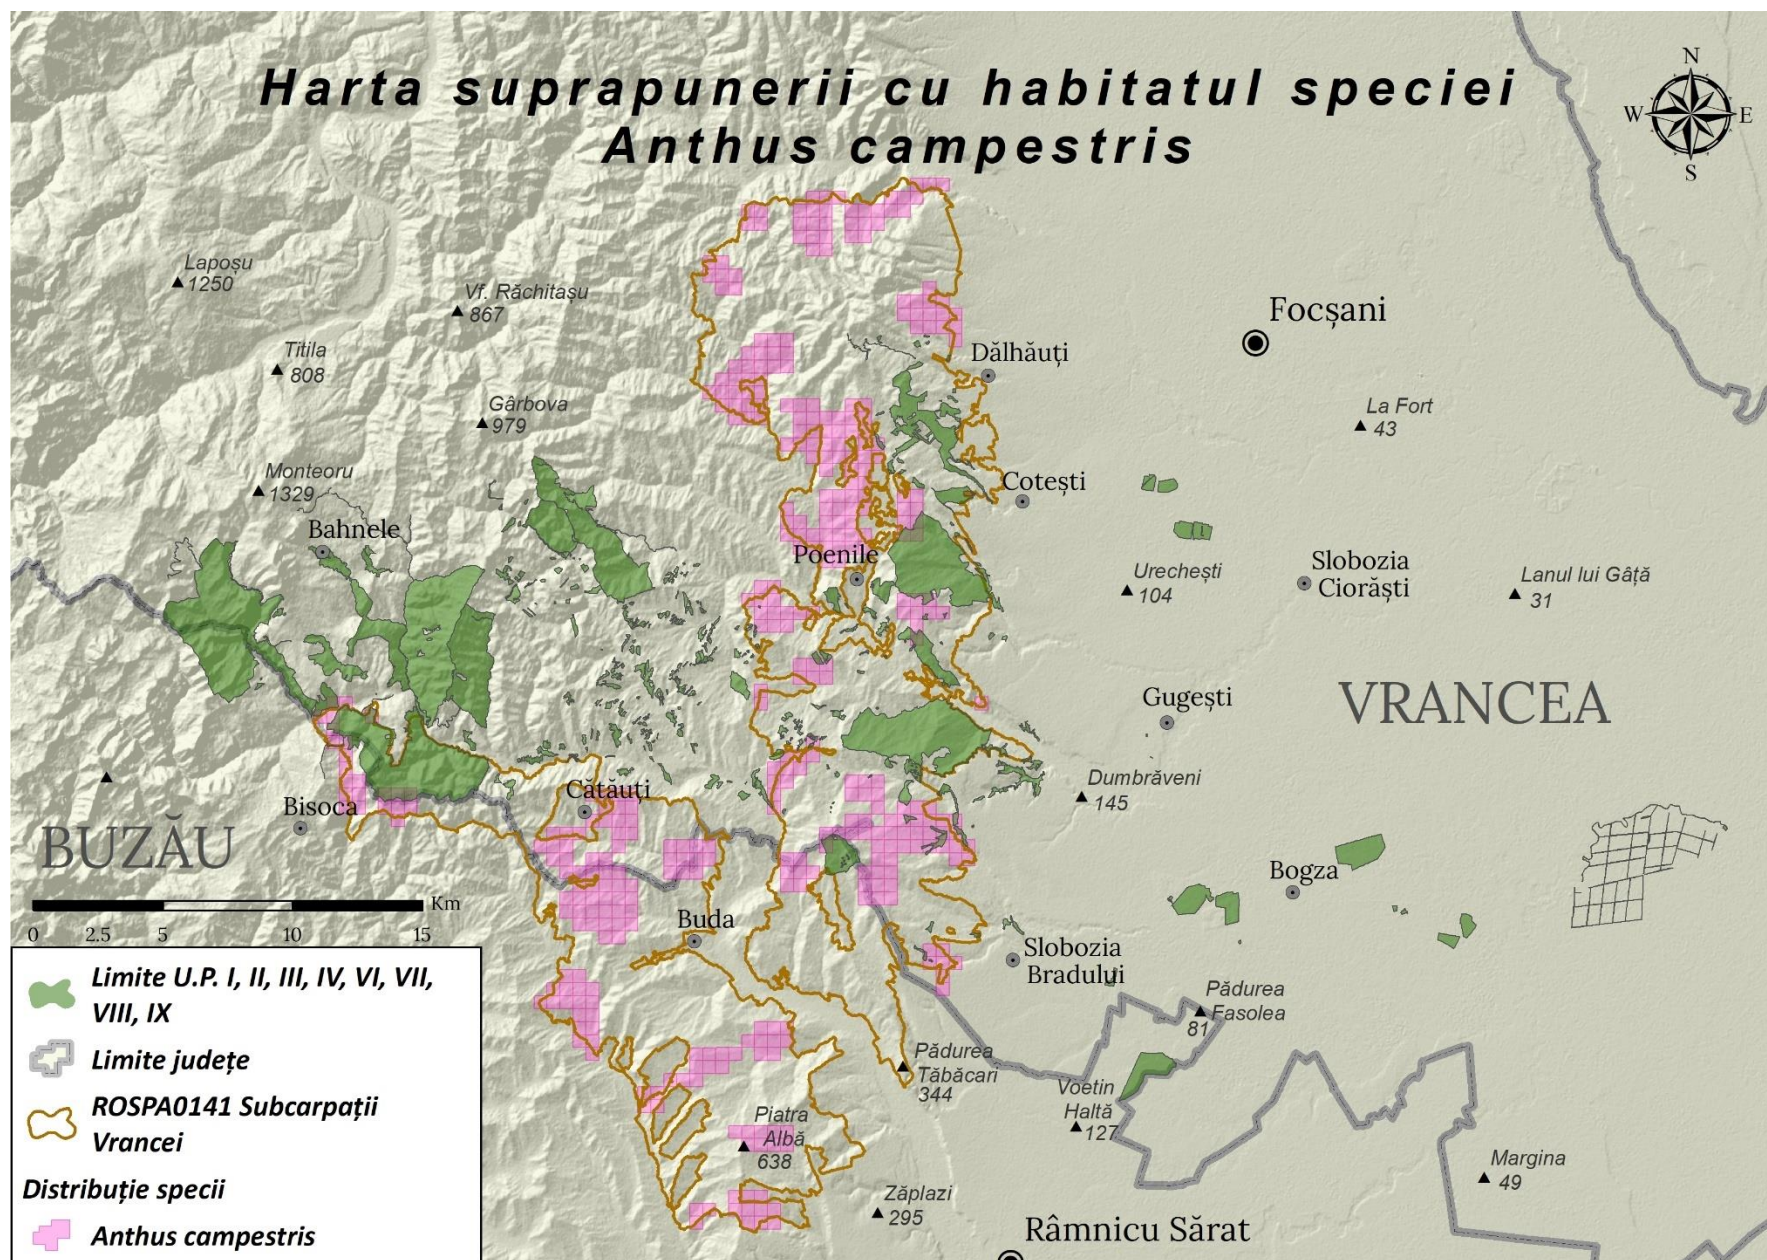 Harta suprapunerii cu habitatul speciei
Anthus campestris
N
W
E
S
Lapoșu
1250
Vf. Răchitașu
867
Focșani
Titila
808
Dălhăuți
Gârbova
979
La Fort
43
Monteoru
1329
Cotești
Bahnele
Poenile
Urechești
104
Slobozia
Ciorăști
Lanul lui Gâță
31
Gugești
VRANCEA
Dumbrăveni
145
Bisoca
Cătăuți
BUZĂU
Bogza
Km
0
2.5
5
10
15
Buda
Slobozia
Bradului
Pădurea
Fasolea
81
Pădurea
Tăbăcari
344
Voetin
Haltă
127
Piatra
Albă
638
Margina
49
Zăplazi
295
Râmnicu Sărat
Limite U.P. I, II, III, IV, VI, VII,
VIII, IX
Limite județe
ROSPA0141 Subcarpații
Vrancei
Distribuție specii
Anthus campestris